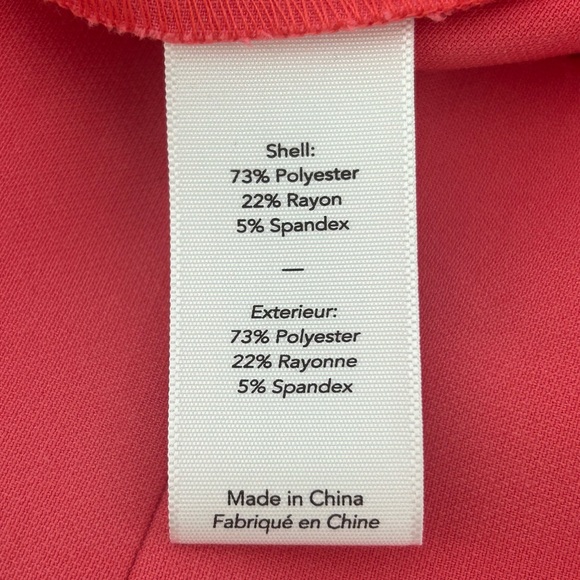 Shell:
73% Polyester
22% Rayon
5% Spandex
—
Exterieur:
73% Polyester
22% Rayonne
5% Spandex
Made in China
Fabriqué en Chine